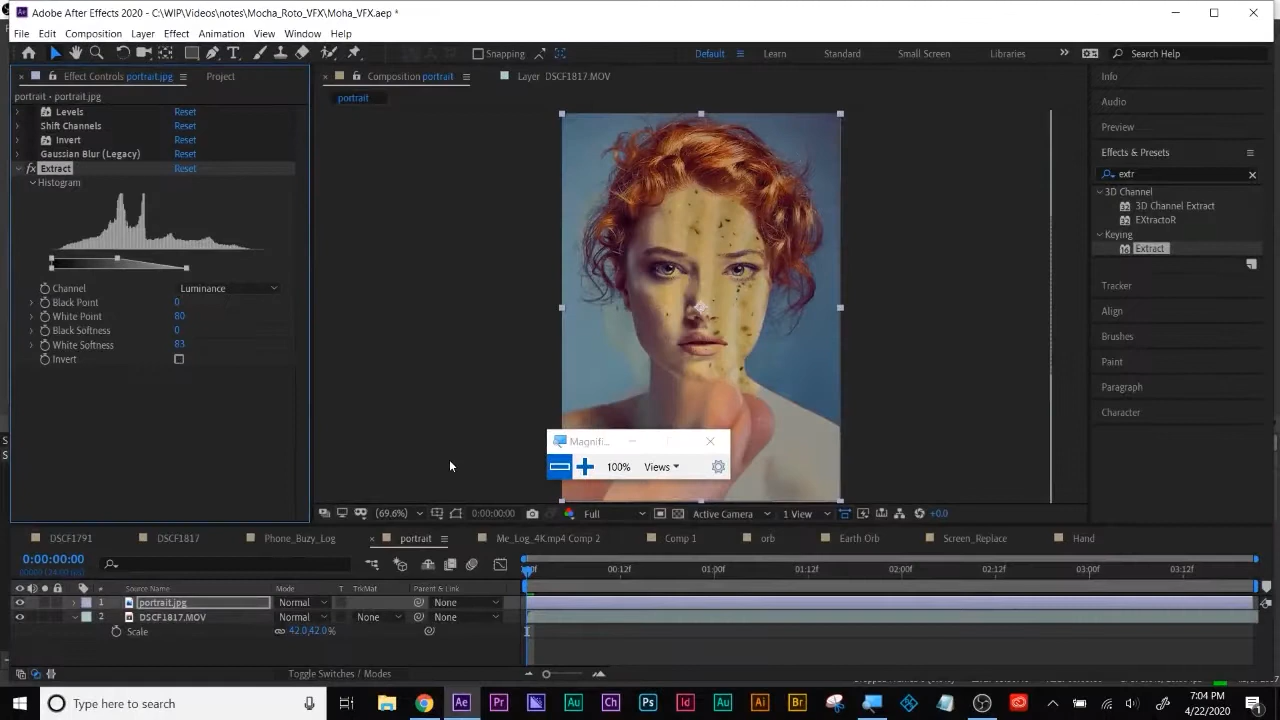 Adobe After Effects 2020 - C:\WIP\Videos\notes\Mocha_Roto_VFX\Moha_VFX.aep *
File Edit Composition Layer Effect Animation View Window Help
Snapping
Default Learn Standard Small Screen Libraries
Search Help
Effect Controls portrait.jpg Project
Composition portrait
Layer DSCF1817.MOV
portrait • portrait.jpg
portrait
Levels Reset
Shift Channels Reset
Invert Reset
Gaussian Blur (Legacy) Reset
fx Extract Reset
Histogram
Channel Luminance
Black Point 0
White Point 80
Black Softness 0
White Softness 83
Invert
Info
Audio
Preview
Effects & Presets
extr
3D Channel
3D Channel Extract
EXtractoR
Keying
Extract
Tracker
Align
Brushes
Paint
Paragraph
Character
Magnifi...
100% Views
(69.6%) 0:00:00:00 Full Active Camera 1 View +0.0
DSCF1791 DSCF1817 Phone_Buzy_Log portrait Me_Log_4K.mp4 Comp 2 Comp 1 orb Earth Orb Screen_Replace Hand
0:00:00:00
00:12f 01:00f 01:12f 02:00f 02:12f 03:00f 03:12f
# Source Name Mode T TrkMat Parent & Link
1 portrait.jpg Normal None
2 DSCF1817.MOV Normal None None
Scale 42.0,42.0%
Toggle Switches / Modes
Type here to search
7:04 PM
4/22/2020